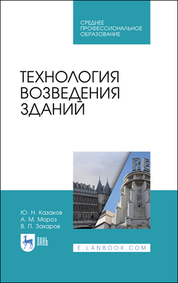 СРЕДНЕЕ
ПРОФЕССИОНАЛЬНОЕ
ОБРАЗОВАНИЕ
ТЕХНОЛОГИЯ
ВОЗВЕДЕНИЯ
ЗДАНИЙ
Ю. Н. Казаков
А. М. Мороз
В. П. Захаров
ЛАНЬ
E.LANBOOK.COM